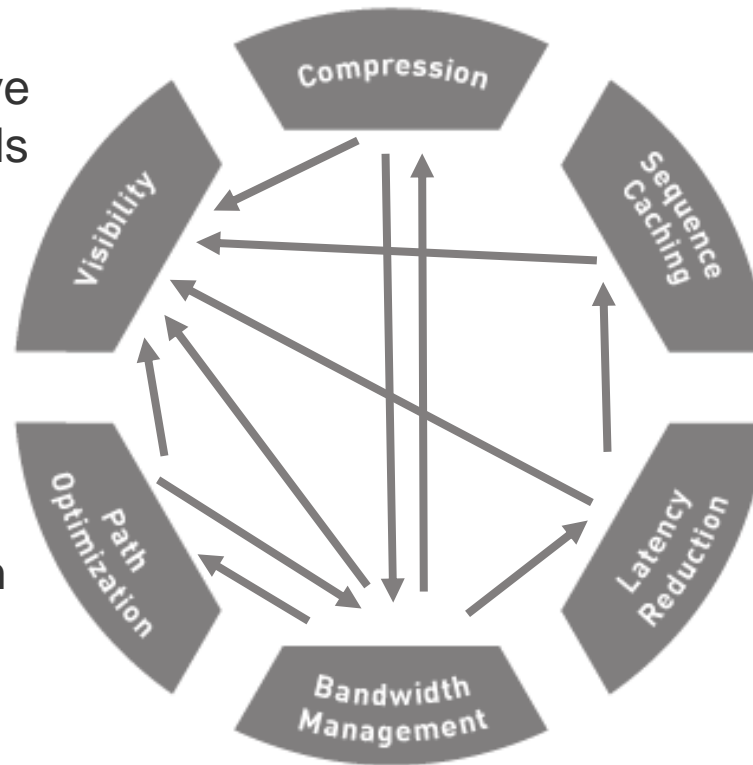 Compression
Sequence
Caching
Latency
Reduction
Bandwidth
Management
Path
Optimization
Visibility